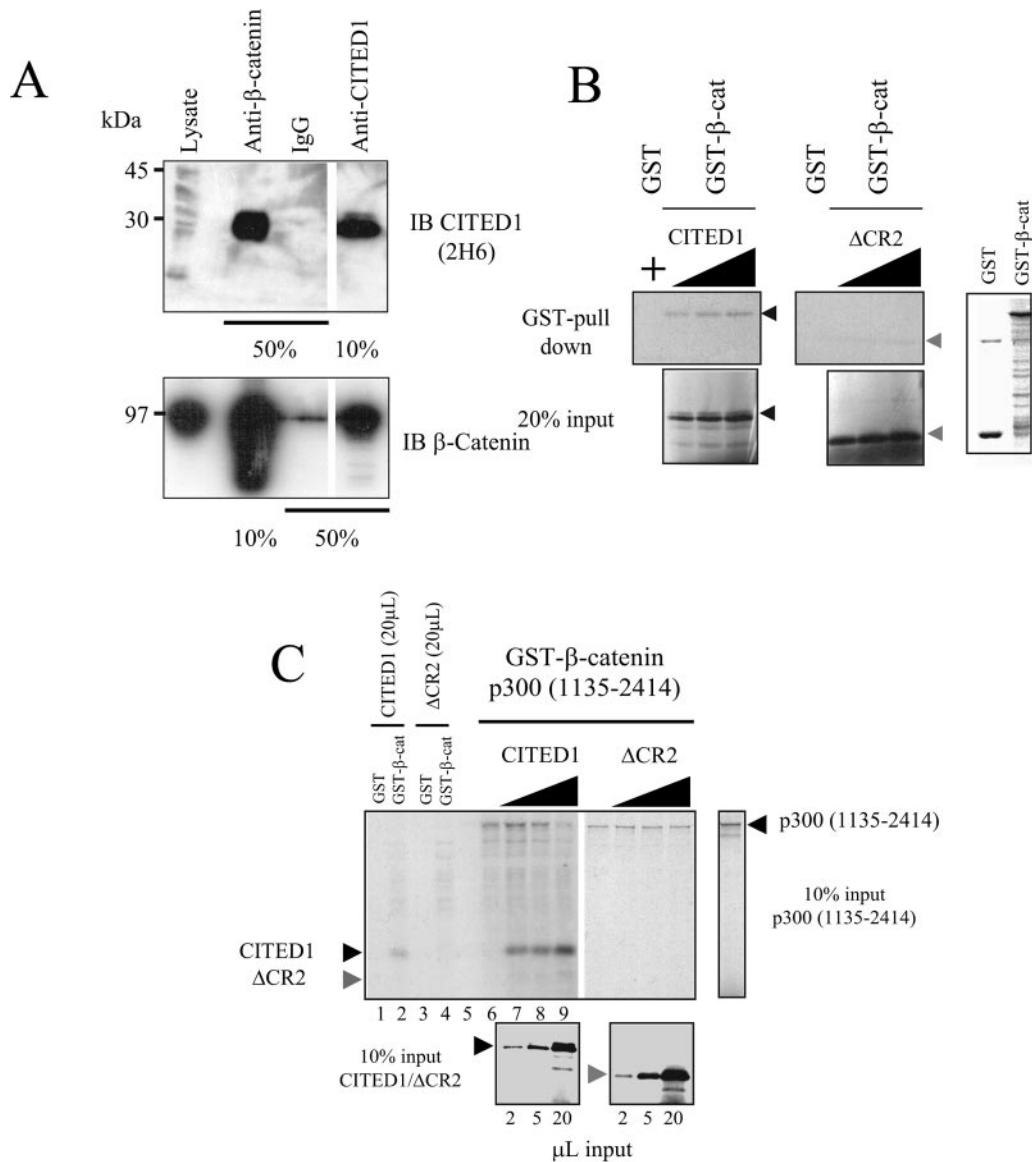 A
kDa
Lysate
Anti-β-catenin
IgG
Anti-CITED1
45
30
IB CITED1
(2H6)
50%
10%
97
IB β-Catenin
10%
50%
B
GST
GST-β-cat
GST
GST-β-cat
CITED1
ΔCR2
+
GST
GST-β-cat
GST-pull
down
20% input
C
CITED1 (20μL)
ΔCR2 (20μL)
GST-β-catenin
p300 (1135-2414)
GST
GST-β-cat
GST
GST-β-cat
CITED1
ΔCR2
p300 (1135-2414)
10% input
p300 (1135-2414)
CITED1
ΔCR2
1 2 3 4 5 6 7 8 9
10% input
CITED1/ΔCR2
2 5 20
2 5 20
μL input